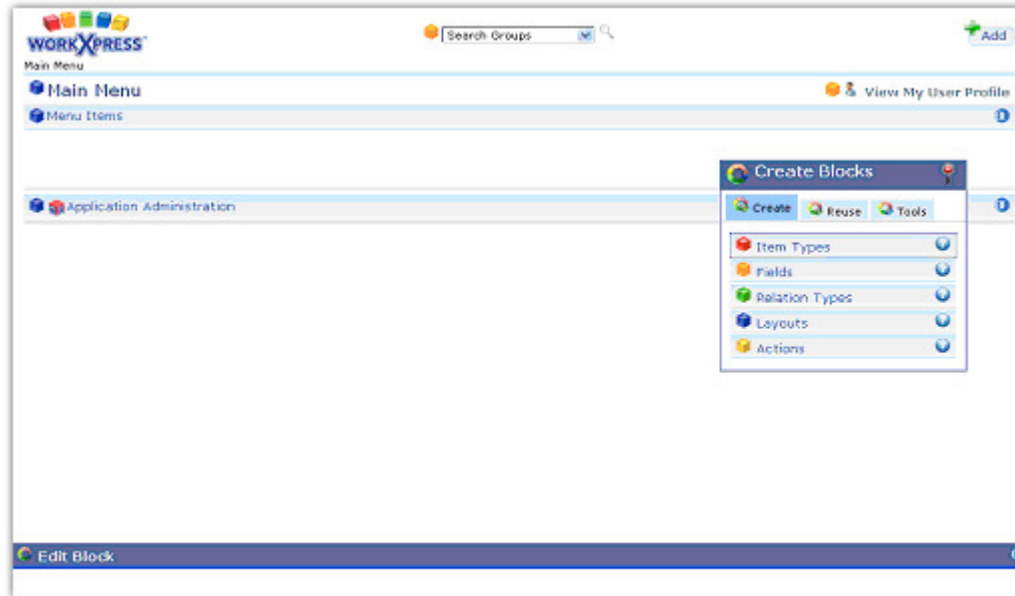 WORKXPRESS
Search Groups
Add
Main Menu
Main Menu
View My User Profile
Menu Items
Create Blocks
Application Administration
Create Reuse Tools
Item Types
Fields
Relation Types
Layouts
Actions
Edit Block